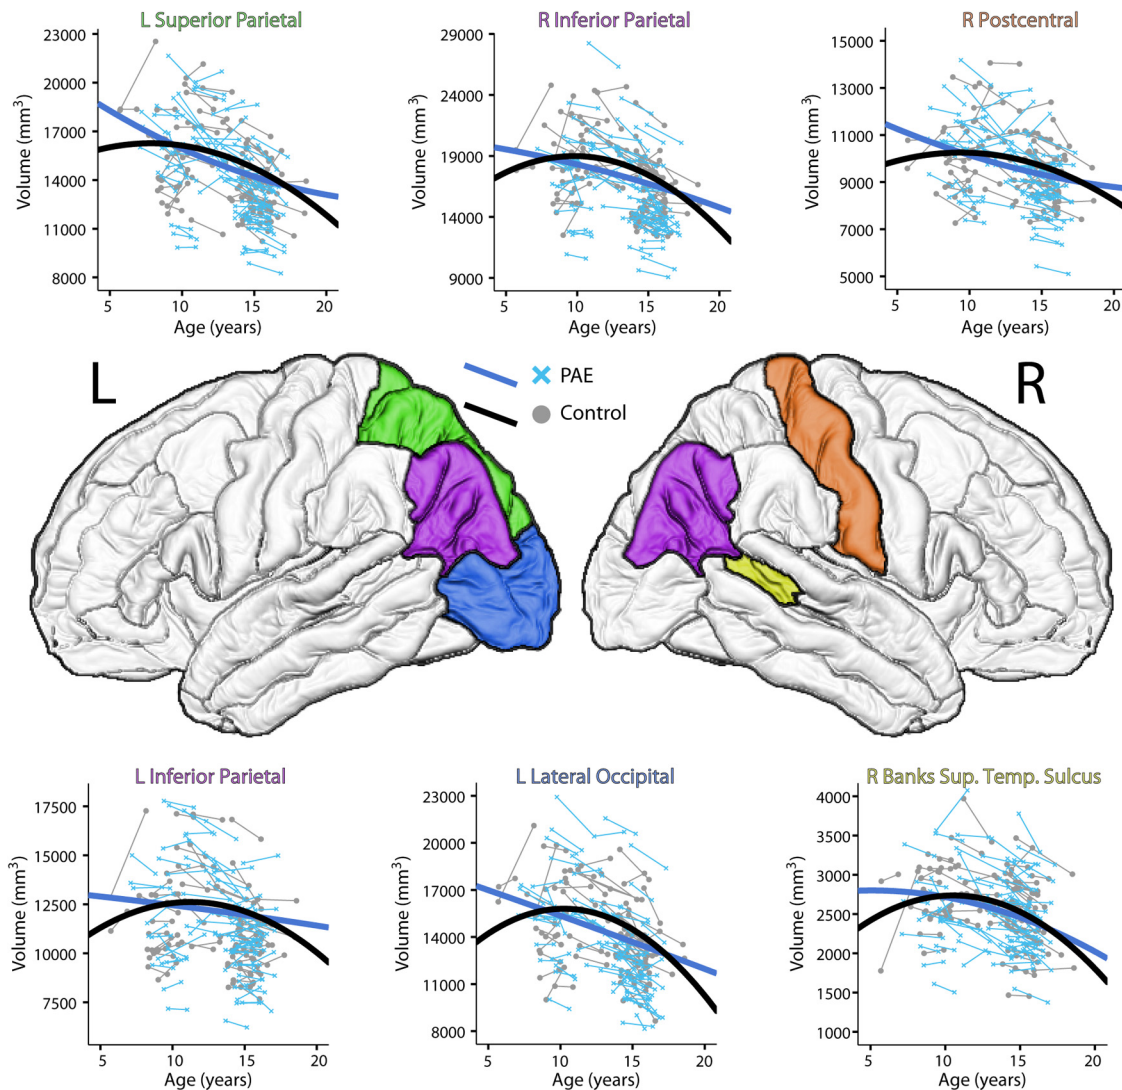 L Superior Parietal
R Inferior Parietal
R Postcentral
Volume (mm³)
23000
20000
17000
14000
11000
8000
5
10
15
20
Age (years)
Volume (mm³)
29000
24000
19000
14000
9000
5
10
15
20
Age (years)
Volume (mm³)
15000
13000
11000
9000
7000
5000
5
10
15
20
Age (years)
L
PAE
Control
R
L Inferior Parietal
L Lateral Occipital
R Banks Sup. Temp. Sulcus
Volume (mm³)
17500
15000
12500
10000
7500
5
10
15
20
Age (years)
Volume (mm³)
23000
20000
17000
14000
11000
8000
5
10
15
20
Age (years)
Volume (mm³)
4000
3500
3000
2500
2000
1500
1000
5
10
15
20
Age (years)